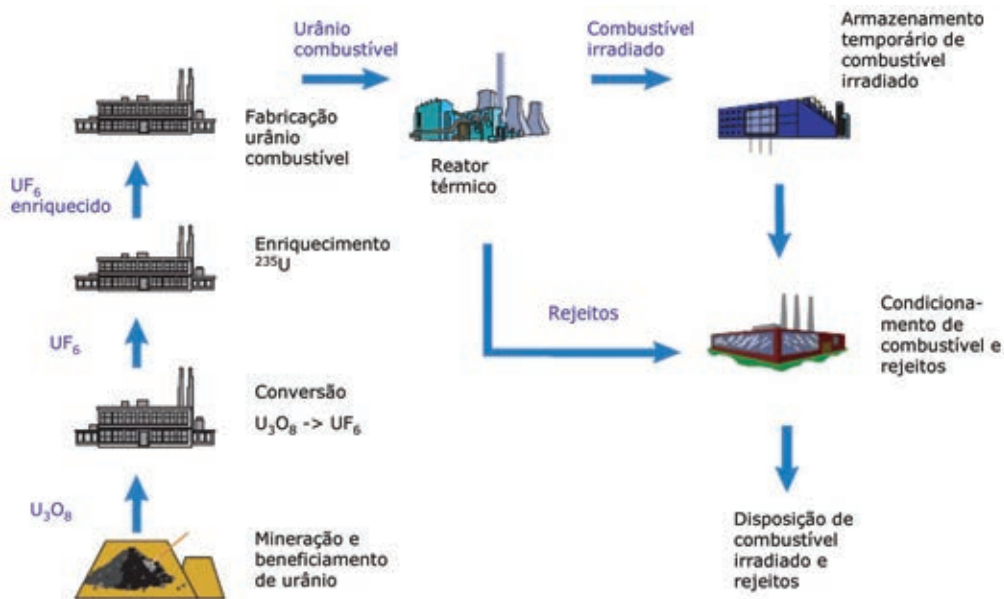 Urânio
combustível
Combustível
irradiado
Armazenamento
temporário de
combustível
irradiado
Fabricação
urânio
combustível
Reator
térmico
UF6
enriquecido
Enriquecimento
235U
Rejeitos
Condiciona-
mento de
combustível e
rejeitos
UF6
Conversão
U3O8 -> UF6
U3O8
Mineração e
beneficiamento
de urânio
Disposição de
combustível
irradiado e
rejeitos